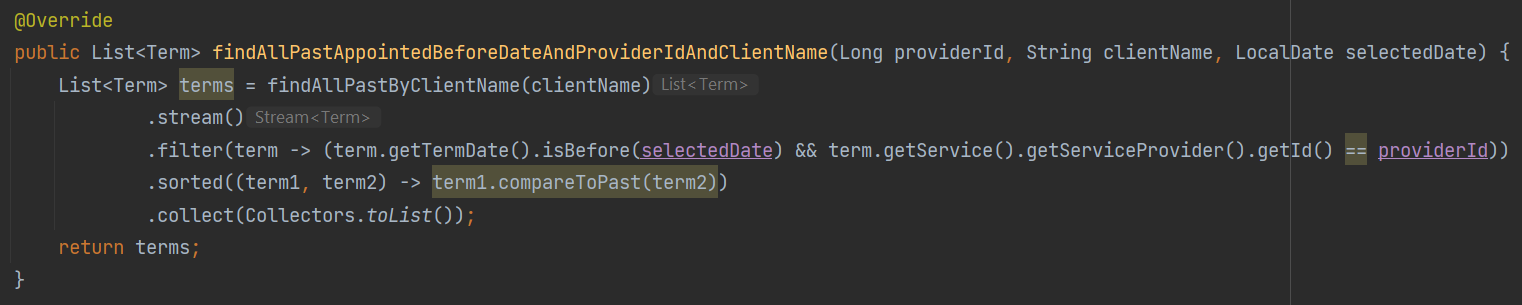 @Override
public List<Term> findAllPastAppointedBeforeDateAndProviderIdAndClientName(Long providerId, String clientName, LocalDate selectedDate) {
List<Term> terms = findAllPastByClientName(clientName) List<Term>
.stream() Stream<Term>
.filter(term -> (term.getTermDate().isBefore(selectedDate) && term.getService().getServiceProvider().getId() == providerId))
.sorted((term1, term2) -> term1.compareToPast(term2))
.collect(Collectors.toList());
return terms;
}